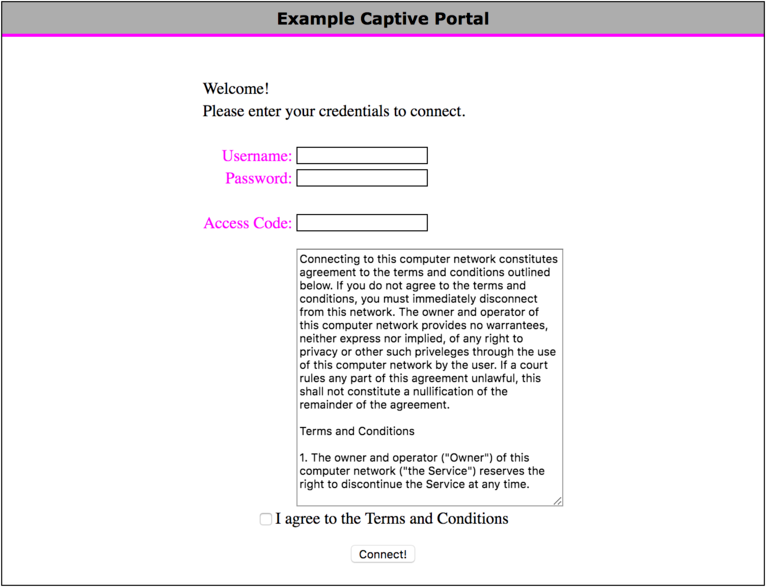 Example Captive Portal
Welcome!
Please enter your credentials to connect.
Username:
Password:
Access Code:
Connecting to this computer network constitutes
agreement to the terms and conditions outlined
below. If you do not agree to the terms and
conditions, you must immediately disconnect
from this network. The owner and operator of
this computer network provides no warrantees,
neither express nor implied, of any right to
privacy or other such priveleges through the use
of this computer network by the user. If a court
rules any part of this agreement unlawful, this
shall not constitute a nullification of the
remainder of the agreement.
Terms and Conditions
1. The owner and operator ("Owner") of this
computer network ("the Service") reserves the
right to discontinue the Service at any time.
I agree to the Terms and Conditions
Connect!